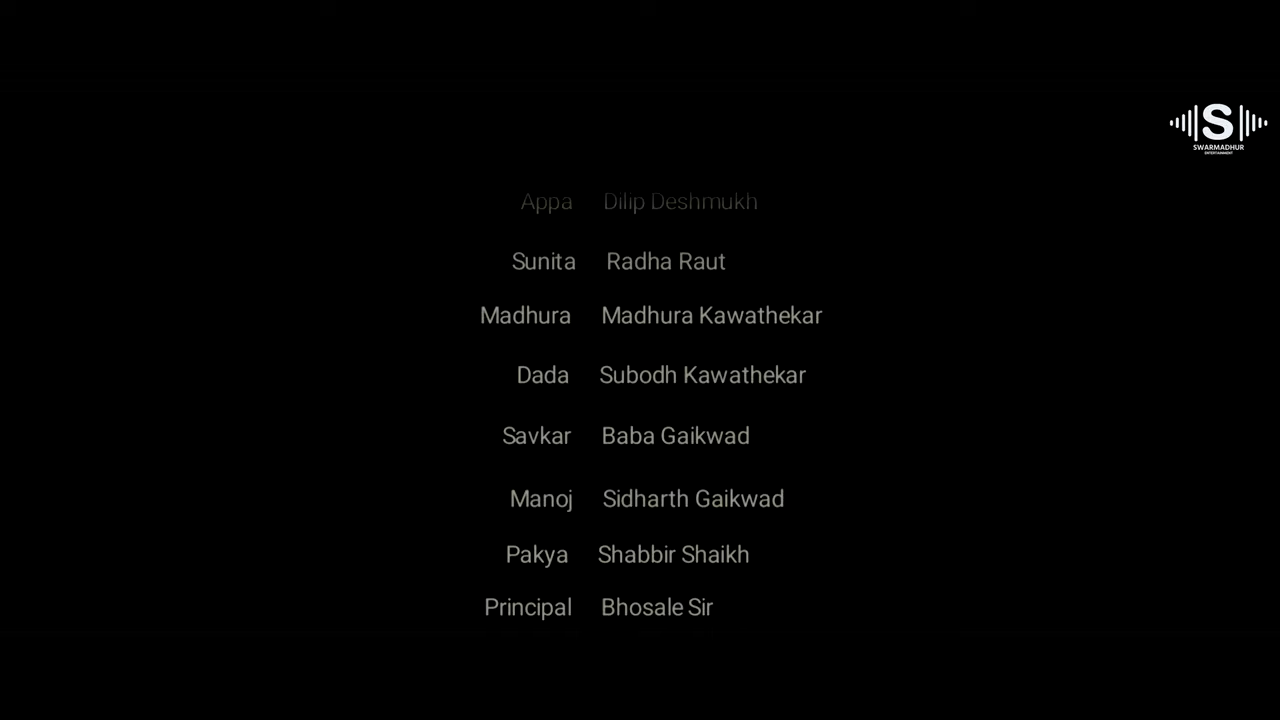 S
SWARMADHUR
ENTERTAINMENT
Appa Dilip Deshmukh
Sunita Radha Raut
Madhura Madhura Kawathekar
Dada Subodh Kawathekar
Savkar Baba Gaikwad
Manoj Sidharth Gaikwad
Pakya Shabbir Shaikh
Principal Bhosale Sir